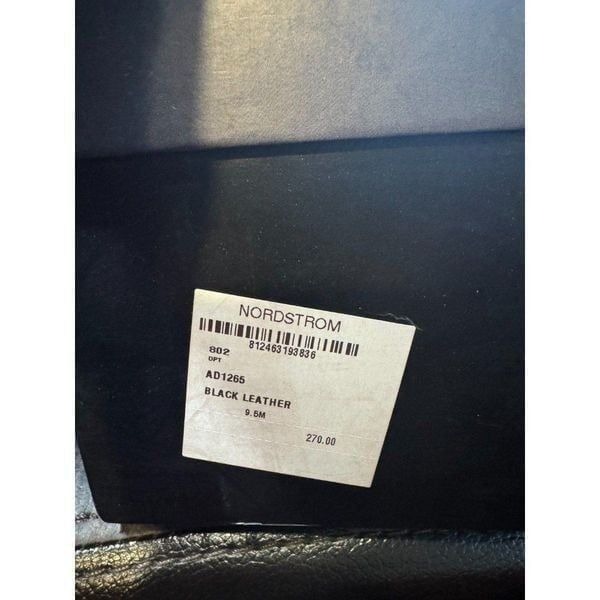 NORDSTROM
812463193836
802
DPT
AD1265
BLACK LEATHER
9.5M
270.00